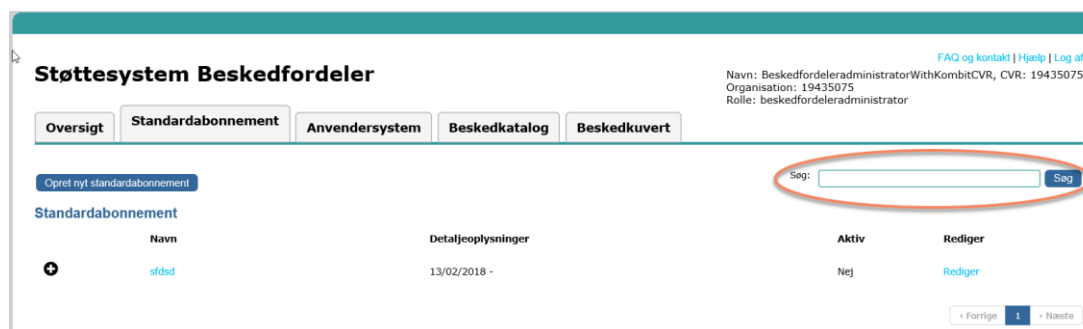 FAQ og kontakt | Hjælp | Log af
Støttesystem Beskedfordeler
Navn: BeskedfordeleradministratorWithKombitCVR, CVR: 19435075
Organisation: 19435075
Rolle: beskedfordeleradministrator
Oversigt Standardabonnement Anvendersystem Beskedkatalog Beskedkuvert
Opret nyt standardabonnement Søg: Søg
Standardabonnement
Navn Detaljeoplysninger Aktiv Rediger
sfdsd 13/02/2018 - Nej Rediger
‹ Forrige 1 › Næste